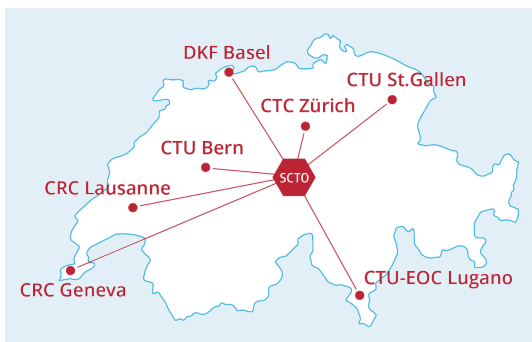 DKF Basel
CTU St.Gallen
CTC Zürich
CTU Bern
SCTO
CRC Lausanne
CTU-EOC Lugano
CRC Geneva